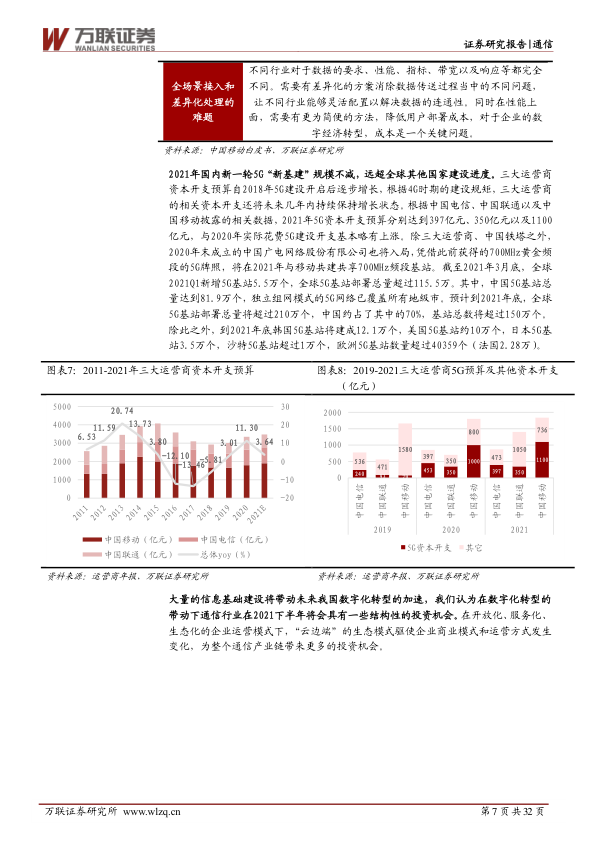 万联证券
WANLIAN SECURITIES
证券研究报告|通信
全场景接入和
差异化处理的
难题
不同行业对于数据的要求、性能、指标、带宽以及响应等都完全
不同。需要有差异化的方案消除数据传送过程当中的不同问题，
让不同行业能够灵活配置以解决数据的连通性。同时在性能上
面，需要有更为简便的方法，降低用户部署成本，对于企业的数
字经济转型，成本是一个关键问题。
资料来源：中国移动白皮书、万联证券研究所
2021年国内新一轮5G“新基建”规模不减，远超全球其他国家建设进度。三大运营商
资本开支预算自2018年5G建设开启后逐步增长，根据4G时期的建设规矩，三大运营商
的相关资本开支还将未来几年内持续保持增长状态。根据中国电信、中国联通以及中
国移动披露的相关数据，2021年5G资本开支预算分别达到397亿元、350亿元以及1100
亿元，与2020年实际花费5G建设开支基本略有上涨。除三大运营商、中国铁塔之外，
2020年末成立的中国广电网络股份有限公司也将入局，凭借此前获得的700MHz黄金频
段的5G牌照，将在2021年与移动共建共享700MHz频段基站。截至2021年3月底，全球
2021Q1新增5G基站5.5万个，全球5G基站部署总量超过115.5万。其中，中国5G基站总
量达到81.9万个，独立组网模式的5G网络已覆盖所有地级市。预计到2021年底，全球
5G基站部署总量将超过210万个，中国约占了其中的70%，基站总数将超过150万个。
除此之外，到2021年底韩国5G基站将建成12.1万个，美国5G基站约10万个，日本5G基
站3.5万个，沙特5G基站超过1万个，欧洲5G基站数量超过40359个（法国2.28万）。
图表7：2011-2021年三大运营商资本开支预算
5000
4000
3000
2000
1000
0
30
20
10
0
-10
-20
6.53
11.59
20.74
13.73
3.80
-12.10
-13.46
-5.81
3.01
11.30
3.64
2011 2012 2013 2014 2015 2016 2017 2018 2019 2020 2021E
中国移动（亿元） 中国电信（亿元）
中国联通（亿元） 总体yoy（%）
资料来源：运营商年报、万联证券研究所
图表8：2019-2021三大运营商5G预算及其他资本开支
（亿元）
2000
1500
1000
500
0
536 471 1580 397 350 800 473 1050 736
240 453 350 1000 397 350 1100
中国电信 中国联通 中国移动 中国电信 中国联通 中国移动 中国电信 中国联通 中国移动
2019 2020 2021
5G资本开支 其它
资料来源：运营商年报、万联证券研究所
大量的信息基础建设将带动未来我国数字化转型的加速，我们认为在数字化转型的
带动下通信行业在2021下半年将会具有一些结构性的投资机会。在开放化、服务化、
生态化的企业运营模式下，“云边端”的生态模式驱使企业商业模式和运营方式发生
变化，为整个通信产业链带来更多的投资机会。
万联证券研究所 www.wlzq.cn
第 7 页 共 32 页